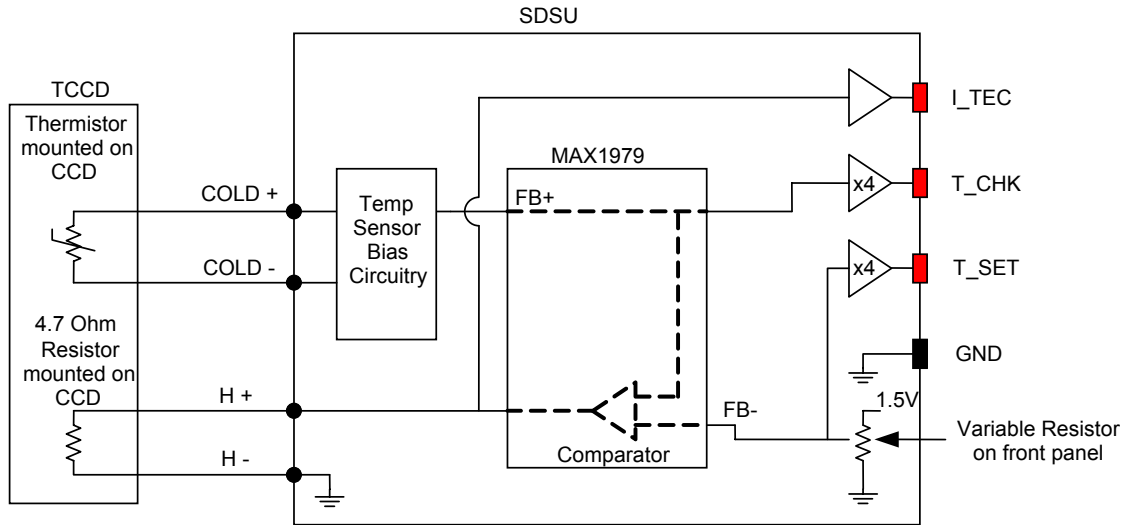 SDSU
TCCD
Thermistor
mounted on
CCD
COLD +
COLD -
4.7 Ohm
Resistor
mounted on
CCD
H +
H -
Temp
Sensor
Bias
Circuitry
MAX1979
FB+
FB-
Comparator
I_TEC
x4
T_CHK
x4
T_SET
GND
1.5V
Variable Resistor
on front panel